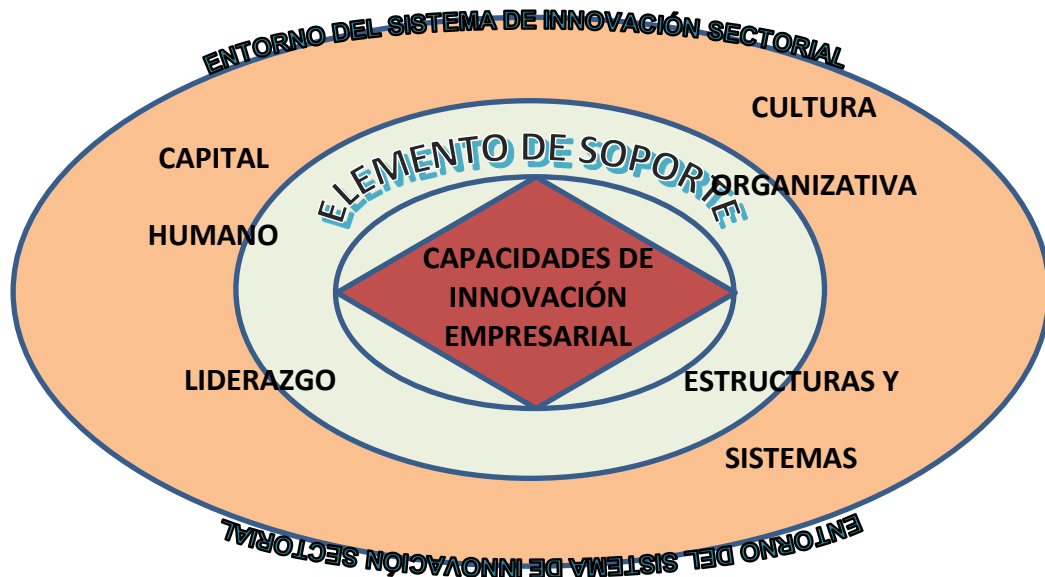 ENTORNO DEL SISTEMA DE INNOVACIÓN SECTORIAL
CULTURA
ORGANIZATIVA
CAPITAL
HUMANO
ELEMENTO DE SOPORTE
CAPACIDADES DE
INNOVACIÓN
EMPRESARIAL
LIDERAZGO
ESTRUCTURAS Y
SISTEMAS
ENTORNO DEL SISTEMA DE INNOVACIÓN SECTORIAL